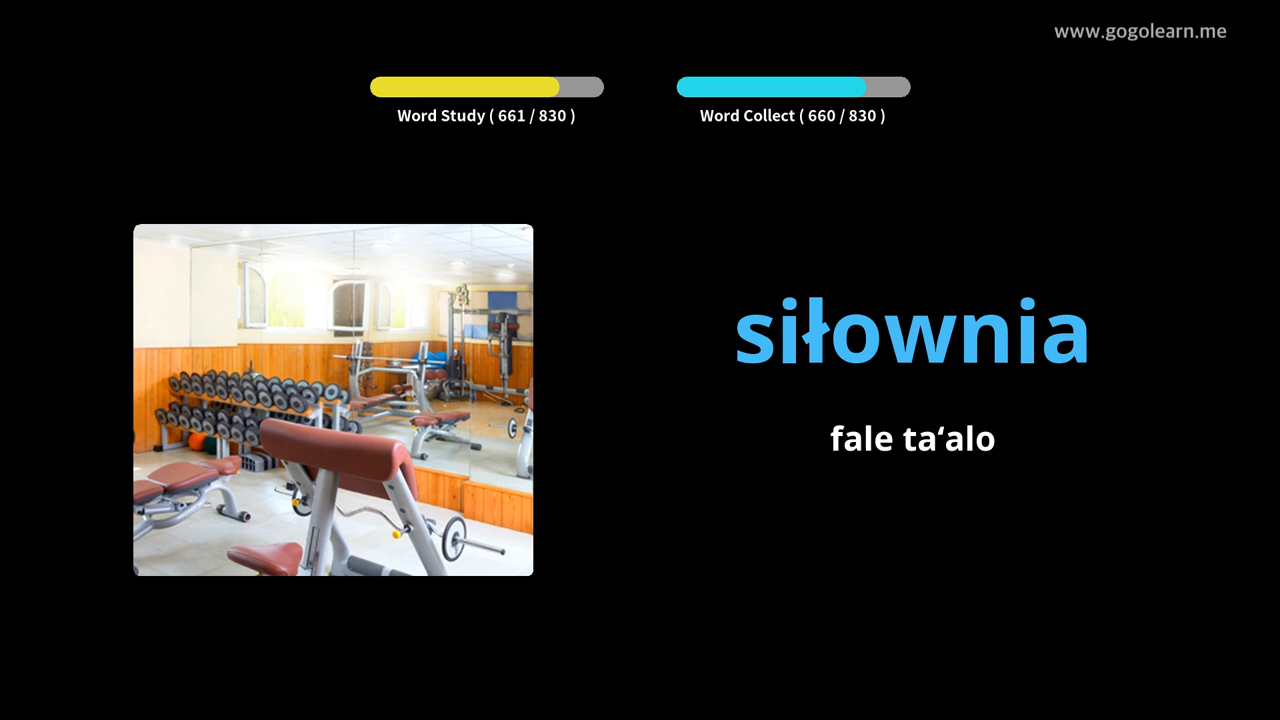 www.gogolearn.me
Word Study ( 661 / 830 )
Word Collect ( 660 / 830 )
siłownia
fale ta‘alo